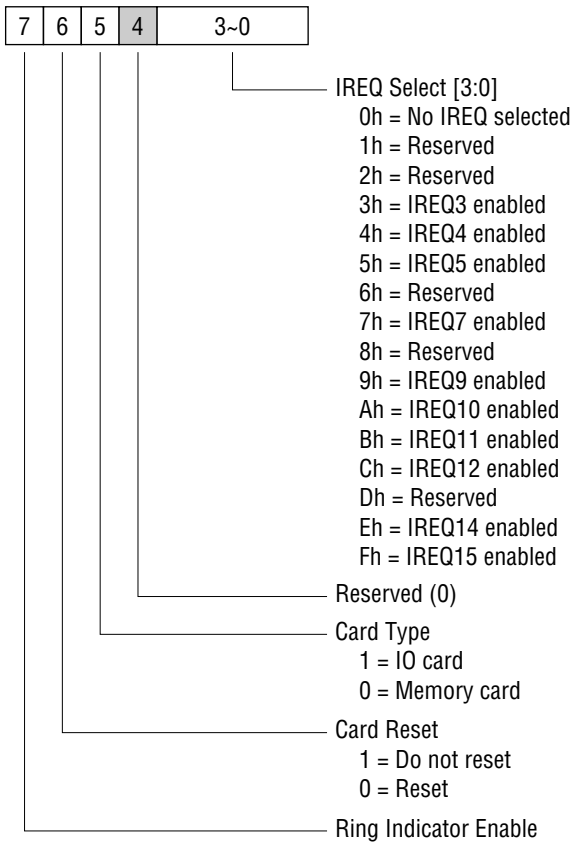 7 6 5 4 3~0
IREQ Select [3:0]
0h = No IREQ selected
1h = Reserved
2h = Reserved
3h = IREQ3 enabled
4h = IREQ4 enabled
5h = IREQ5 enabled
6h = Reserved
7h = IREQ7 enabled
8h = Reserved
9h = IREQ9 enabled
Ah = IREQ10 enabled
Bh = IREQ11 enabled
Ch = IREQ12 enabled
Dh = Reserved
Eh = IREQ14 enabled
Fh = IREQ15 enabled
Reserved (0)
Card Type
1 = IO card
0 = Memory card
Card Reset
1 = Do not reset
0 = Reset
Ring Indicator Enable